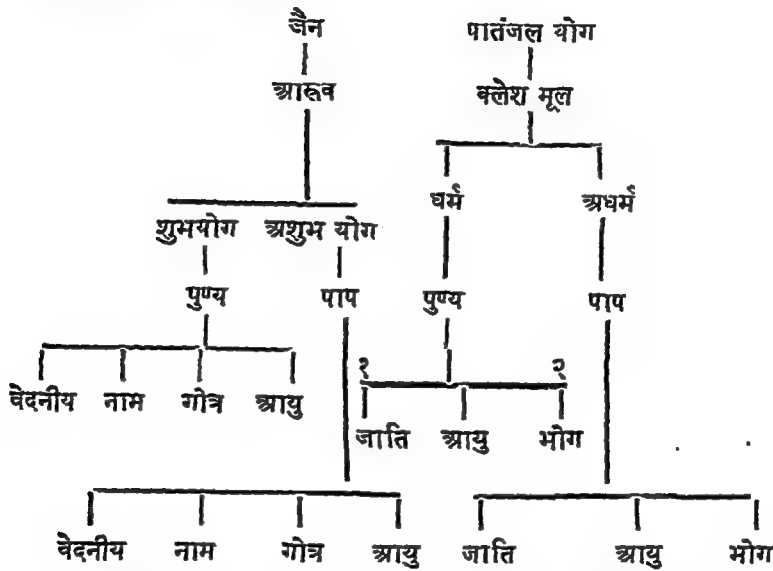 जैन पातंजल योग
आस्रव क्लेश मूल
धर्म अधर्म
शुभयोग अशुभ योग
पुण्य पाप पुण्य पाप
१ २
वेदनीय नाम गोत्र आयु
जाति आयु भोग
वेदनीय नाम गोत्र आयु जाति आयु भोग